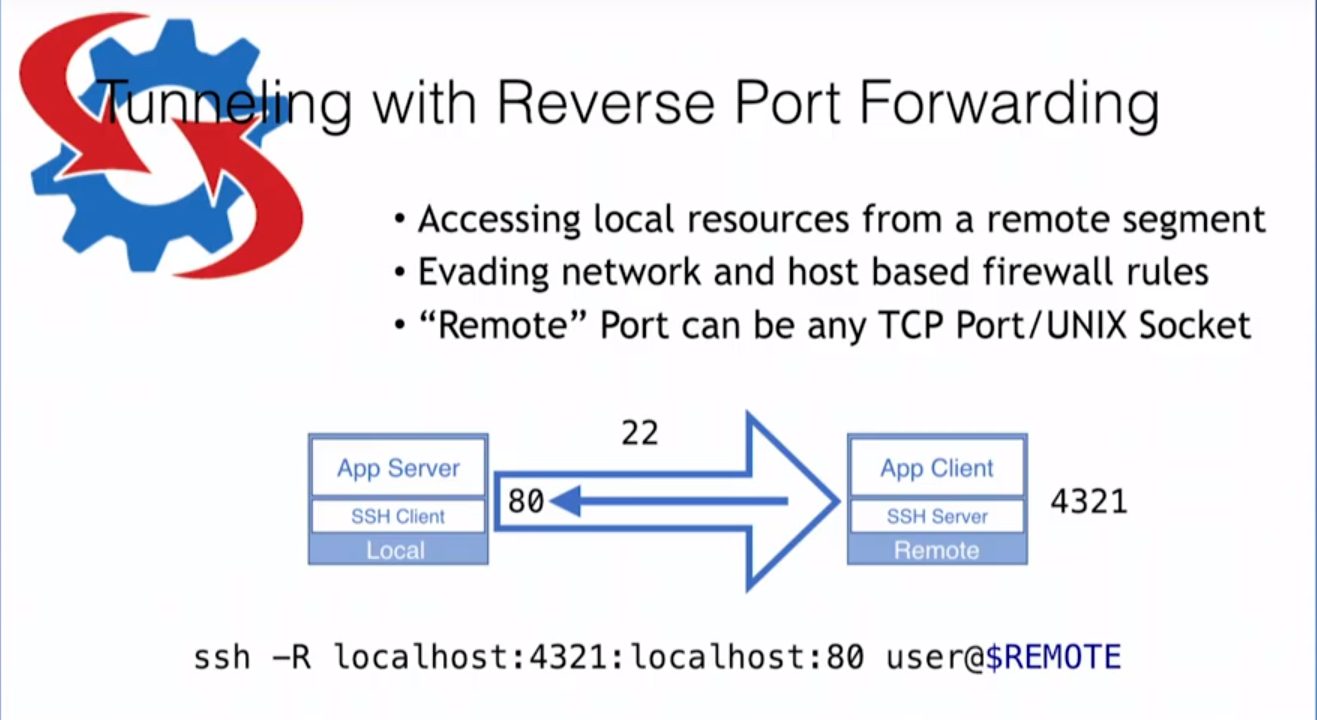 Tunneling with Reverse Port Forwarding
• Accessing local resources from a remote segment
• Evading network and host based firewall rules
• “Remote” Port can be any TCP Port/UNIX Socket
22
App Server
SSH Client
Local
80
App Client
SSH Server
Remote
4321
ssh -R localhost:4321:localhost:80 user@$REMOTE